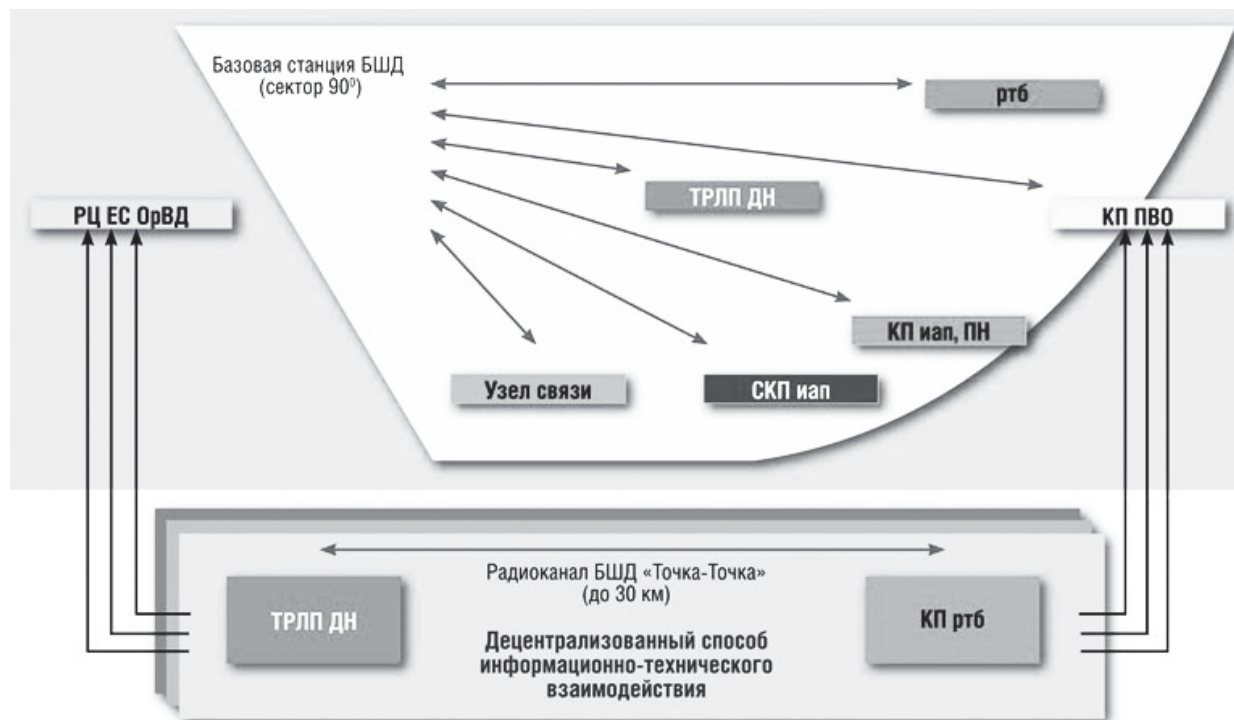 Базовая станция БШД
(сектор 90⁰)
ртб
ТРЛП ДН
РЦ ЕС ОрВД
КП ПВО
КП иап, ПН
Узел связи
СКП иап
Радиоканал БШД «Точка-Точка»
(до 30 км)
ТРЛП ДН
КП ртб
Децентрализованный способ
информационно-технического
взаимодействия